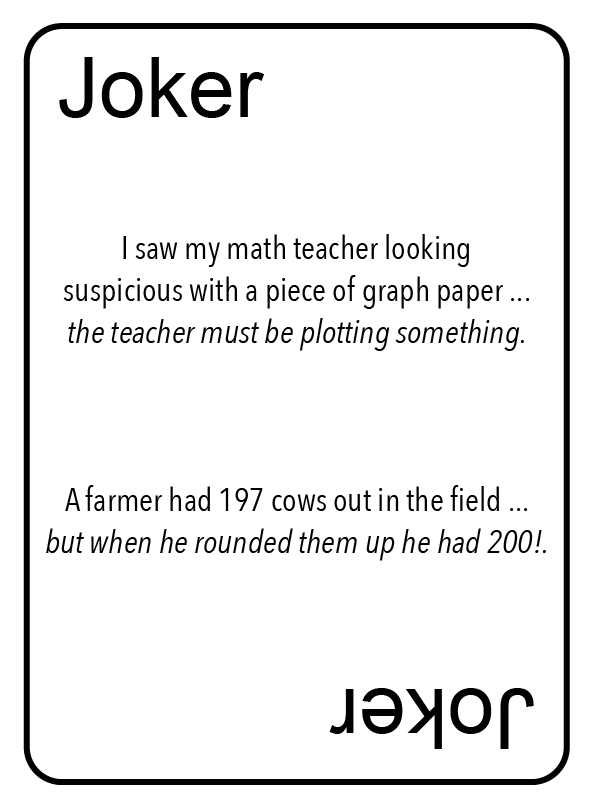 Joker
I saw my math teacher looking
suspicious with a piece of graph paper ...
the teacher must be plotting something.
A farmer had 197 cows out in the field ...
but when he rounded them up he had 200!.
Joker